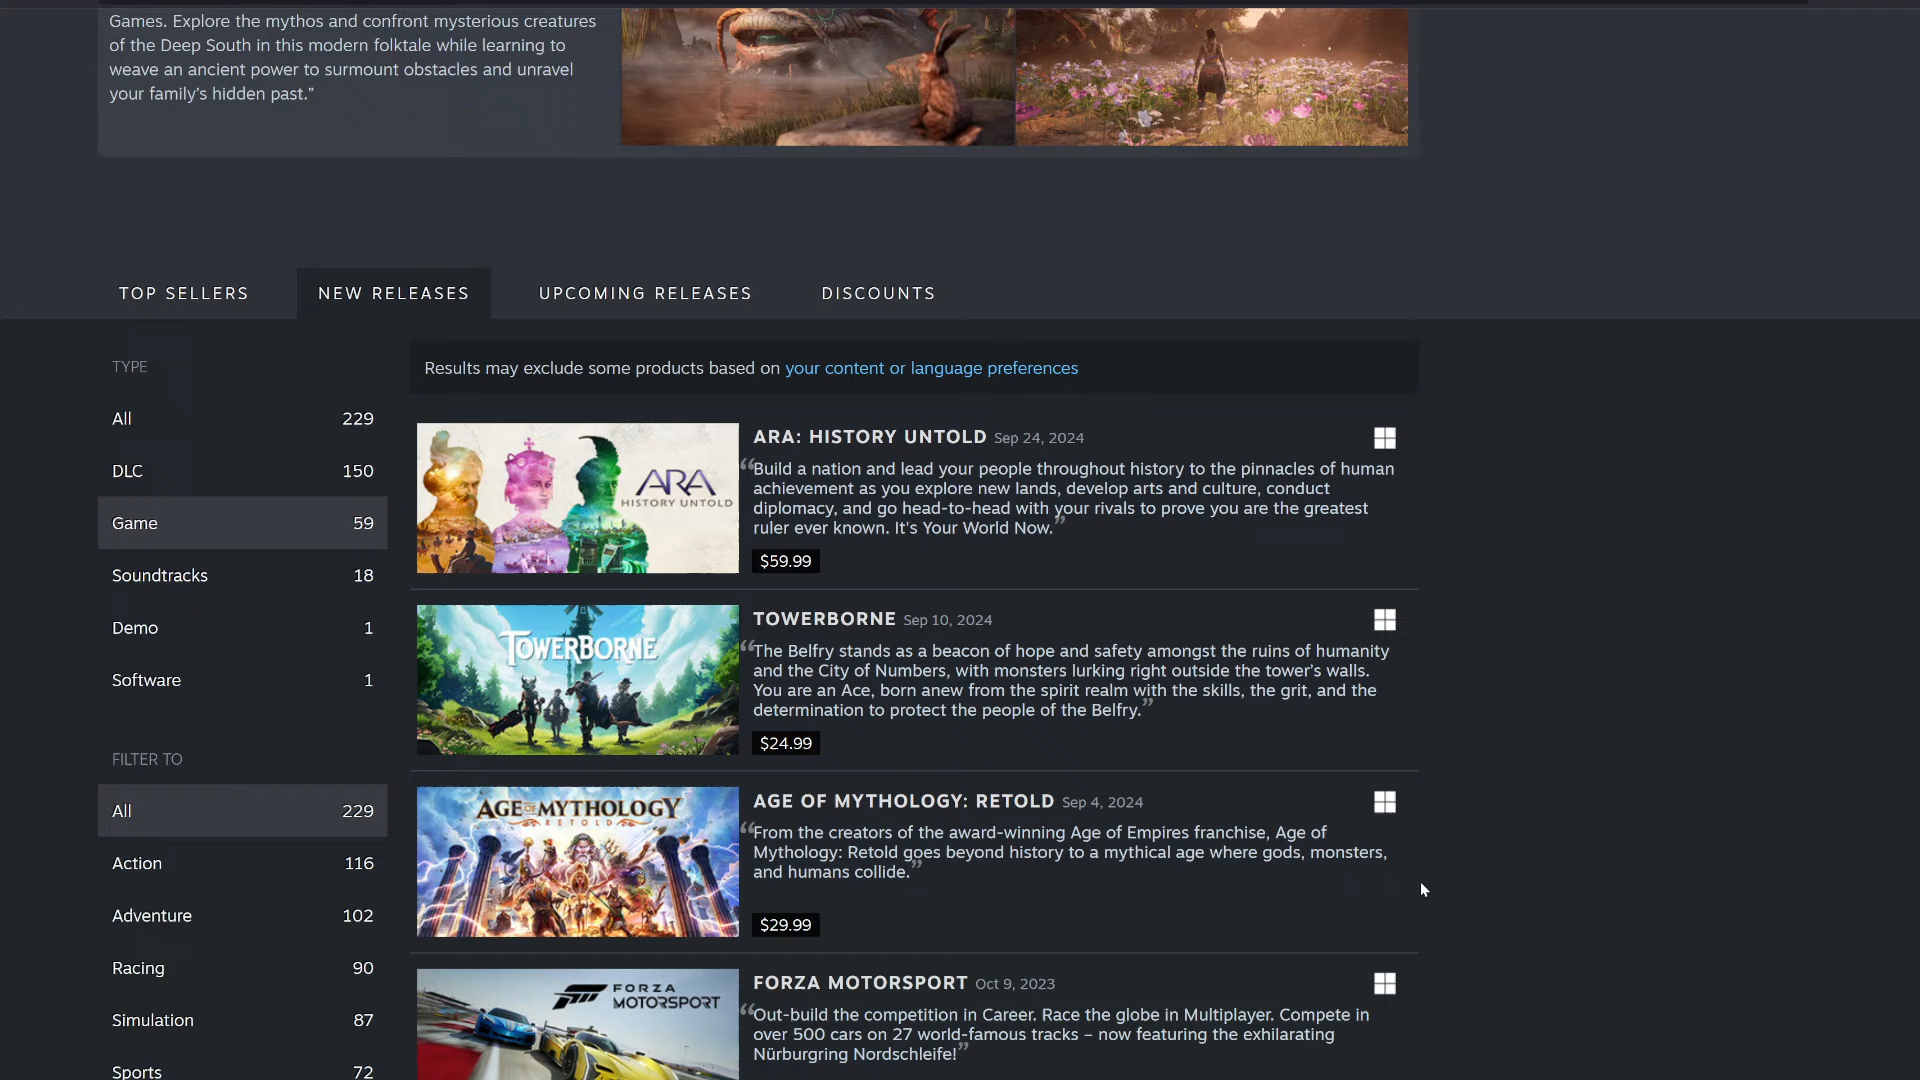 Games. Explore the mythos and confront mysterious creatures
of the Deep South in this modern folktale while learning to
weave an ancient power to surmount obstacles and unravel
your family's hidden past.”
TOP SELLERS
NEW RELEASES
UPCOMING RELEASES
DISCOUNTS
TYPE
All 229
DLC 150
Game 59
Soundtracks 18
Demo 1
Software 1
FILTER TO
All 229
Action 116
Adventure 102
Racing 90
Simulation 87
Sports 72
Results may exclude some products based on your content or language preferences
ARA
HISTORY UNTOLD
ARA: HISTORY UNTOLD Sep 24, 2024
“Build a nation and lead your people throughout history to the pinnacles of human
achievement as you explore new lands, develop arts and culture, conduct
diplomacy, and go head-to-head with your rivals to prove you are the greatest
ruler ever known. It's Your World Now.”
$59.99
TOWERBORNE
TOWERBORNE Sep 10, 2024
“The Belfry stands as a beacon of hope and safety amongst the ruins of humanity
and the City of Numbers, with monsters lurking right outside the tower's walls.
You are an Ace, born anew from the spirit realm with the skills, the grit, and the
determination to protect the people of the Belfry.”
$24.99
AGE OF MYTHOLOGY
RETOLD
AGE OF MYTHOLOGY: RETOLD Sep 4, 2024
“From the creators of the award-winning Age of Empires franchise, Age of
Mythology: Retold goes beyond history to a mythical age where gods, monsters,
and humans collide.”
$29.99
FORZA
MOTORSPORT
FORZA MOTORSPORT Oct 9, 2023
“Out-build the competition in Career. Race the globe in Multiplayer. Compete in
over 500 cars on 27 world-famous tracks – now featuring the exhilarating
Nürburgring Nordschleife!”